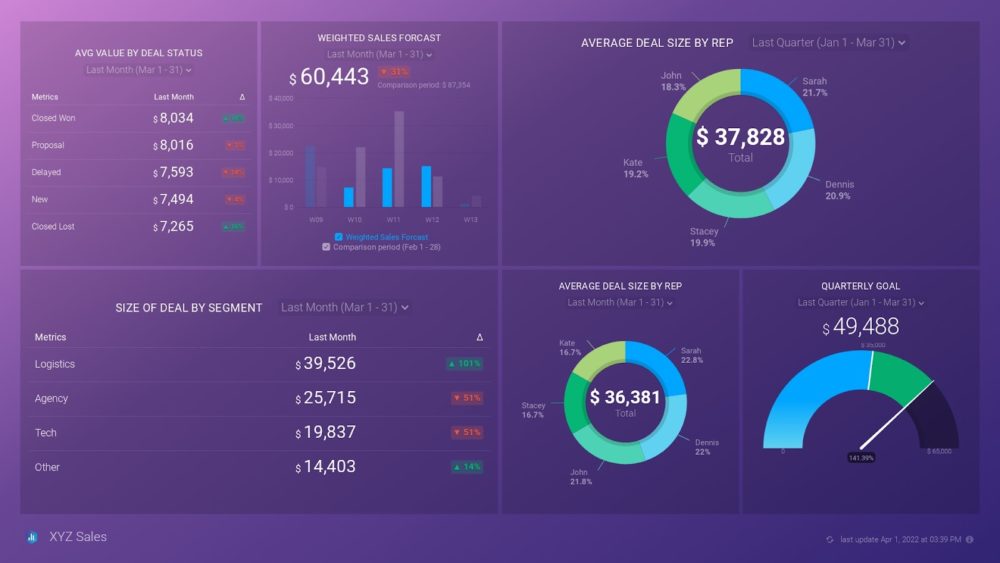 AVG VALUE BY DEAL STATUS
Last Month (Mar 1 - 31)
Metrics Last Month Δ
Closed Won $ 8,034
Proposal $ 8,016
Delayed $ 7,593
New $ 7,494
Closed Lost $ 7,265
WEIGHTED SALES FORCAST
Last Month (Mar 1 - 31)
$ 60,443 ▼ 31%
Comparison period: $ 87,354
$ 40,000
$ 30,000
$ 20,000
$ 10,000
$ 0
W09 W10 W11 W12 W13
Weighted Sales Forcast
Comparison period (Feb 1 - 28)
AVERAGE DEAL SIZE BY REP Last Quarter (Jan 1 - Mar 31)
John
18.3%
Sarah
21.7%
$ 37,828
Total
Kate
19.2%
Dennis
20.9%
Stacey
19.9%
SIZE OF DEAL BY SEGMENT Last Month (Mar 1 - 31)
Metrics Last Month Δ
Logistics $ 39,526 ▲ 101%
Agency $ 25,715 ▼ 51%
Tech $ 19,837 ▼ 51%
Other $ 14,403 ▲ 14%
AVERAGE DEAL SIZE BY REP
Last Month (Mar 1 - 31)
Kate
16.7%
Sarah
22.8%
$ 36,381
Total
Stacey
16.7%
Dennis
22%
John
21.8%
QUARTERLY GOAL
Last Quarter (Jan 1 - Mar 31)
$ 49,488
$ 35,000
0
$ 65,000
141.39%
XYZ Sales
last update Apr 1, 2022 at 03:39 PM